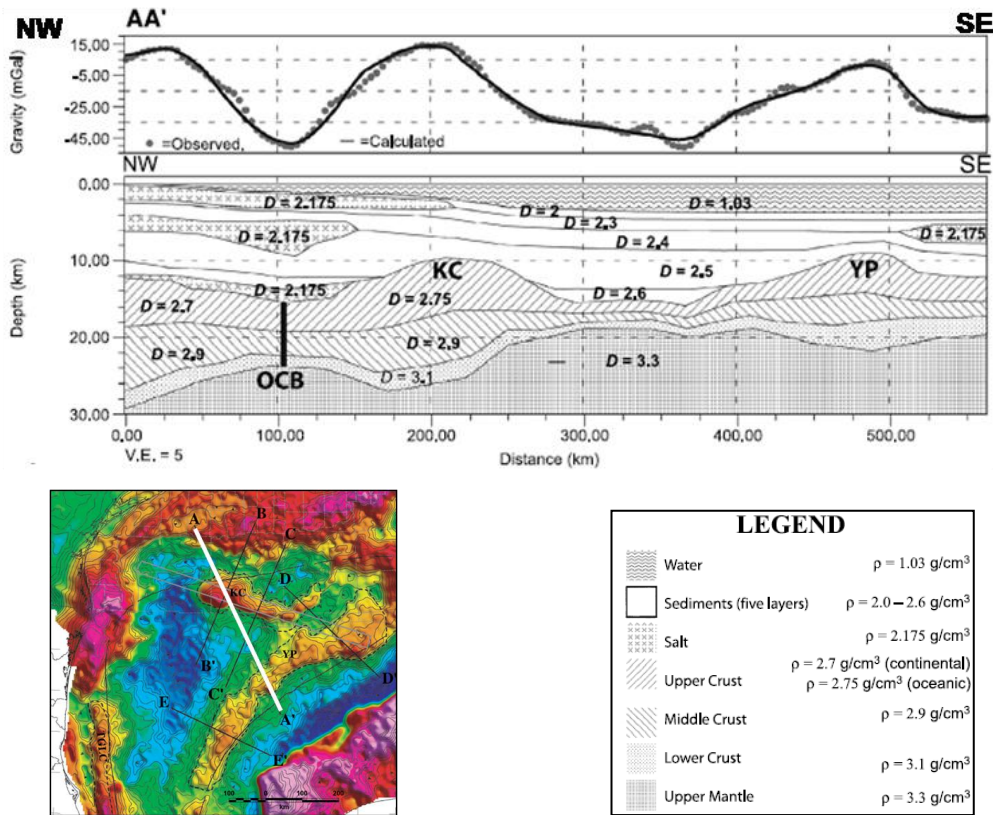 NW AA' SE
Gravity (mGal)
15.00
-5.00
-25.00
-45.00
=Observed, =Calculated
NW SE
Depth (km)
0.00
10.00
20.00
30.00
D = 2.175
D = 2
D = 1.03
D = 2.3
D = 2.175
D = 2.4
D = 2.175
KC
D = 2.5
YP
D = 2.175
D = 2.6
D = 2.7
D = 2.75
D = 2.9
D = 2.9
D = 3.3
OCB
D = 3.1
0.00 100.00 200.00 300.00 400.00 500.00
V.E. = 5
Distance (km)
A
B
C
D
KC
YP
B'
C'
D'
E
A'
E'
100 0 100 200
km
LEGEND
Water ρ = 1.03 g/cm³
Sediments (five layers) ρ = 2.0 – 2.6 g/cm³
Salt ρ = 2.175 g/cm³
Upper Crust ρ = 2.7 g/cm³ (continental)
ρ = 2.75 g/cm³ (oceanic)
Middle Crust ρ = 2.9 g/cm³
Lower Crust ρ = 3.1 g/cm³
Upper Mantle ρ = 3.3 g/cm³